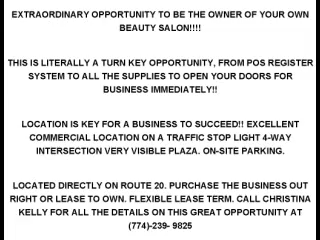 EXTRAORDINARY OPPORTUNITY TO BE THE OWNER OF YOUR OWN
BEAUTY SALON!!!!
THIS IS LITERALLY A TURN KEY OPPORTUNITY, FROM POS REGISTER
SYSTEM TO ALL THE SUPPLIES TO OPEN YOUR DOORS FOR
BUSINESS IMMEDIATELY!!
LOCATION IS KEY FOR A BUSINESS TO SUCCEED!! EXCELLENT
COMMERCIAL LOCATION ON A TRAFFIC STOP LIGHT 4-WAY
INTERSECTION VERY VISIBLE PLAZA. ON-SITE PARKING.
LOCATED DIRECTLY ON ROUTE 20. PURCHASE THE BUSINESS OUT
RIGHT OR LEASE TO OWN. FLEXIBLE LEASE TERM. CALL CHRISTINA
KELLY FOR ALL THE DETAILS ON THIS GREAT OPPORTUNITY AT
(774)-239- 9825